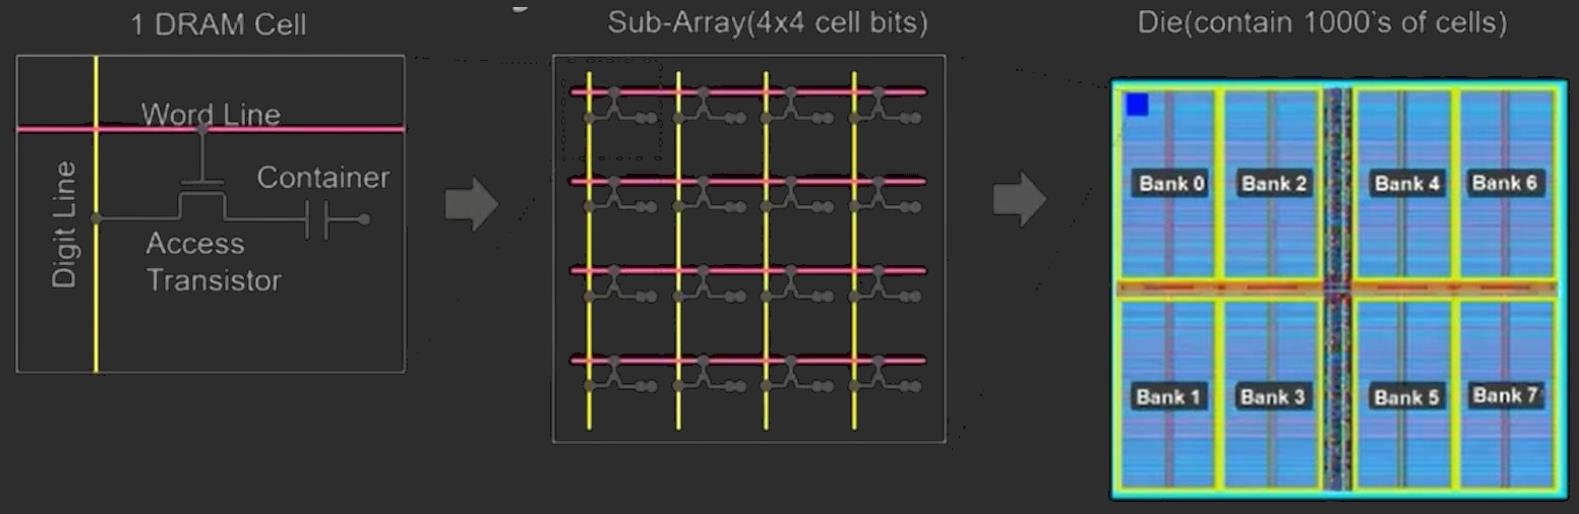 1 DRAM Cell
Sub-Array(4x4 cell bits)
Die(contain 1000's of cells)
Word Line
Digit Line
Container
Access
Transistor
Bank 0
Bank 2
Bank 4
Bank 6
Bank 1
Bank 3
Bank 5
Bank 7